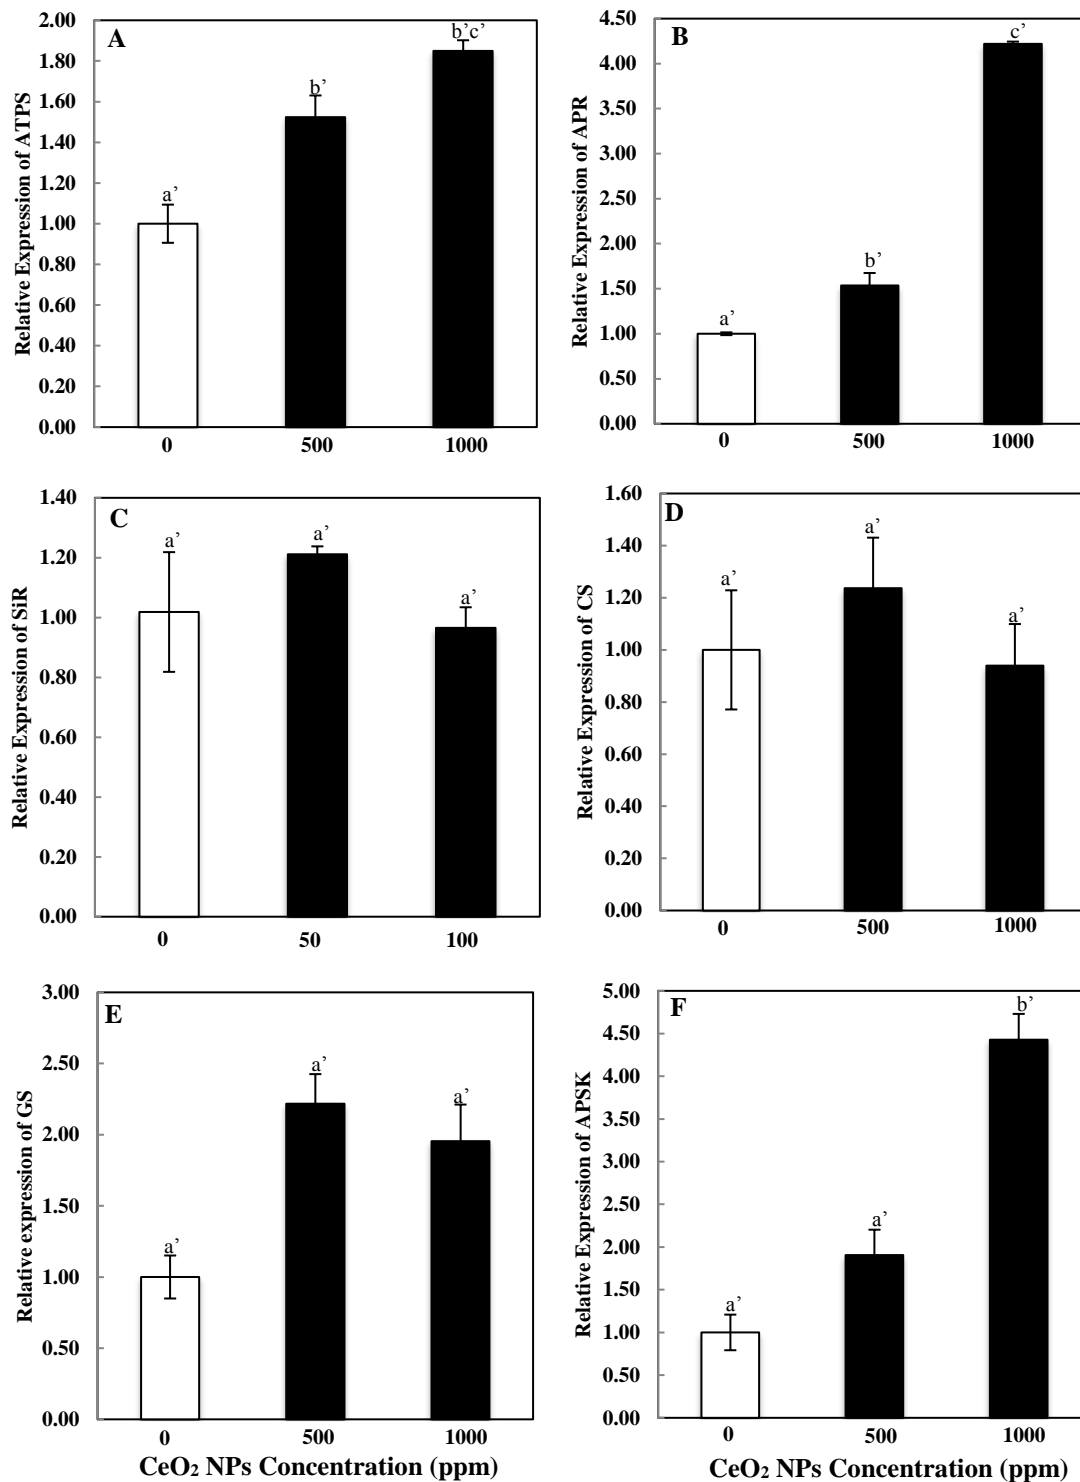 A
Relative Expression of ATPS
2.00
1.80
1.60
1.40
1.20
1.00
0.80
0.60
0.40
0.20
0.00
a’
b’
b’c’
0 500 1000
B
Relative Expression of APR
4.50
4.00
3.50
3.00
2.50
2.00
1.50
1.00
0.50
0.00
a’
b’
c’
0 500 1000
C
Relative Expression of SiR
1.40
1.20
1.00
0.80
0.60
0.40
0.20
0.00
a’
a’
a’
0 50 100
D
Relative Expression of CS
1.60
1.40
1.20
1.00
0.80
0.60
0.40
0.20
0.00
a’
a’
a’
0 500 1000
E
Relative expression of GS
3.00
2.50
2.00
1.50
1.00
0.50
0.00
a’
a’
a’
0 500 1000
CeO₂ NPs Concentration (ppm)
F
Relative Expression of APSK
5.00
4.50
4.00
3.50
3.00
2.50
2.00
1.50
1.00
0.50
0.00
a’
a’
b’
0 500 1000
CeO₂ NPs Concentration (ppm)